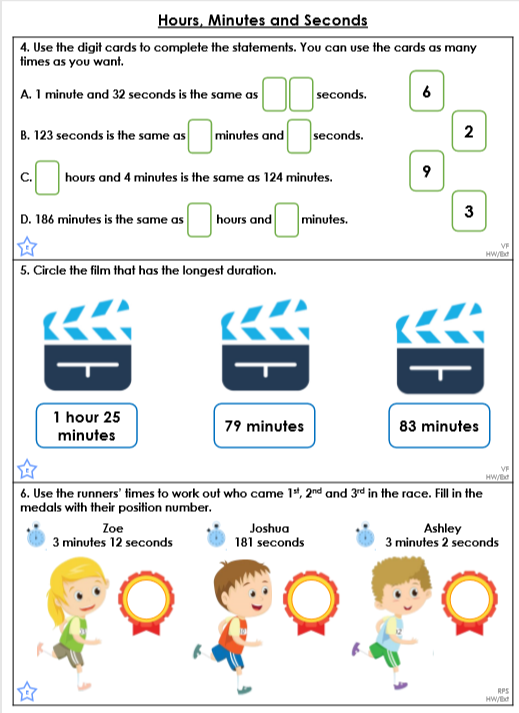 Hours, Minutes and Seconds
4. Use the digit cards to complete the statements. You can use the cards as many
times as you want.
A. 1 minute and 32 seconds is the same as seconds.
6
B. 123 seconds is the same as minutes and seconds.
2
C. hours and 4 minutes is the same as 124 minutes.
9
D. 186 minutes is the same as hours and minutes.
3
E
VF
HW/Ext
5. Circle the film that has the longest duration.
1 hour 25
minutes
79 minutes
83 minutes
E
VF
HW/Ext
6. Use the runners' times to work out who came 1st, 2nd and 3rd in the race. Fill in the
medals with their position number.
Zoe
3 minutes 12 seconds
Joshua
181 seconds
Ashley
3 minutes 2 seconds
E
RPS
HW/Ext